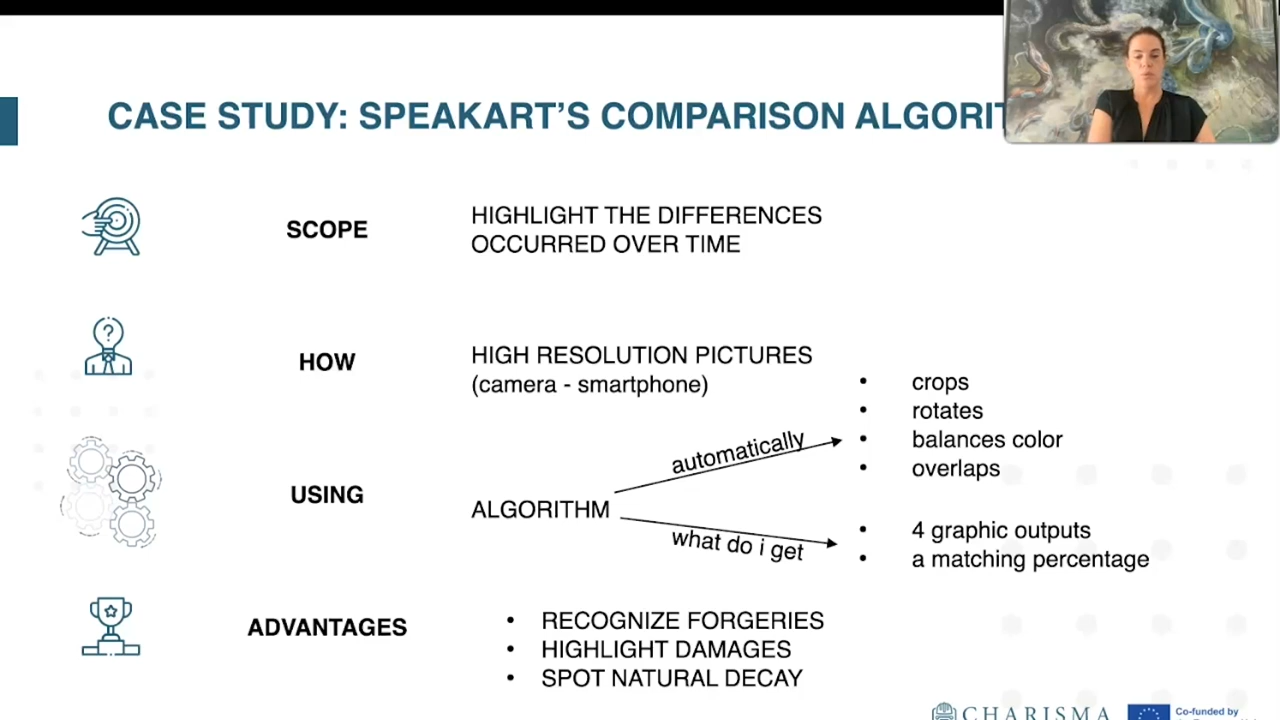 CASE STUDY: SPEAKART'S COMPARISON
SCOPE
HIGHLIGHT THE DIFFERENCES
OCCURRED OVER TIME
HOW
HIGH RESOLUTION PICTURES
(camera - smartphone)
USING
ALGORITHM
automatically
• crops
• rotates
• balances color
• overlaps
what do i get
• 4 graphic outputs
• a matching percentage
ADVANTAGES
• RECOGNIZE FORGERIES
• HIGHLIGHT DAMAGES
• SPOT NATURAL DECAY
CHARISMA
Co-funded by